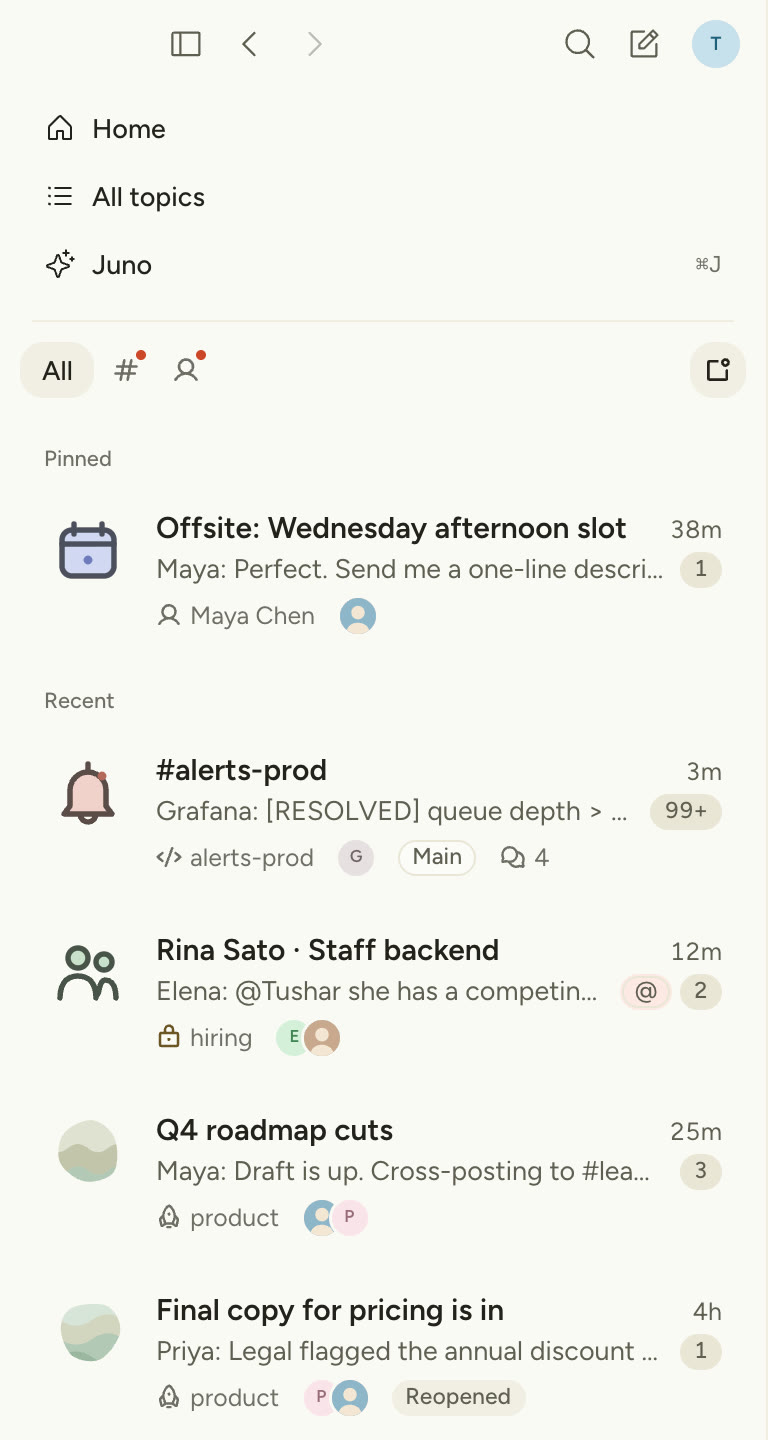 T
Home
All topics
Juno ⌘J
All #
Pinned
Offsite: Wednesday afternoon slot 38m
Maya: Perfect. Send me a one-line descri... 1
Maya Chen
Recent
#alerts-prod 3m
Grafana: [RESOLVED] queue depth > ... 99+
</> alerts-prod G Main 4
Rina Sato · Staff backend 12m
Elena: @Tushar she has a competin... @ 2
hiring E
Q4 roadmap cuts 25m
Maya: Draft is up. Cross-posting to #lea... 3
product P
Final copy for pricing is in 4h
Priya: Legal flagged the annual discount ... 1
product P Reopened